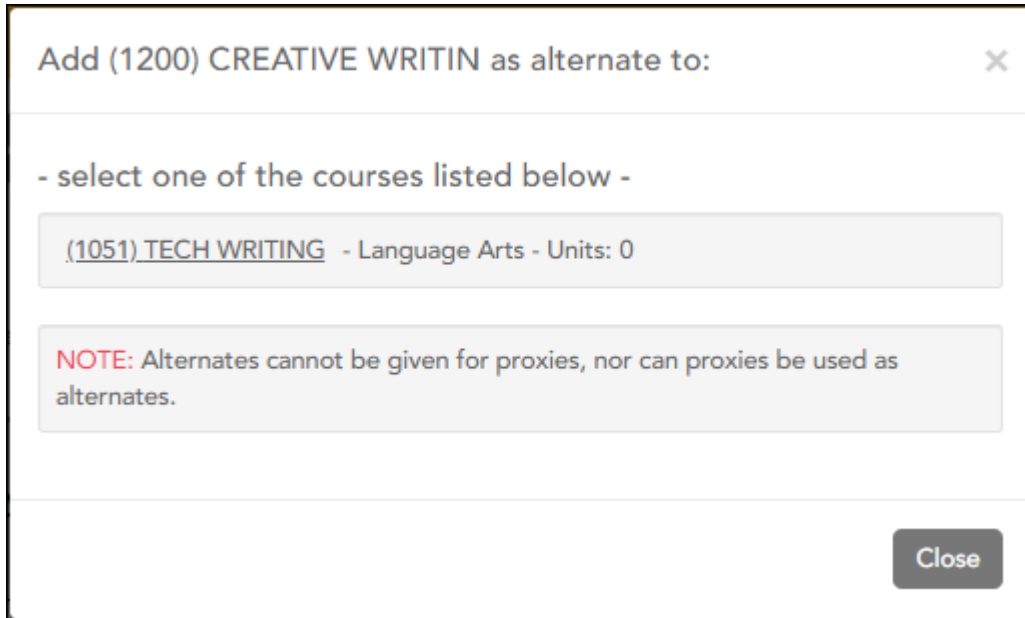 Add (1200) CREATIVE WRITIN as alternate to:
×
- select one of the courses listed below -
(1051) TECH WRITING - Language Arts - Units: 0
NOTE: Alternates cannot be given for proxies, nor can proxies be used as
alternates.
Close